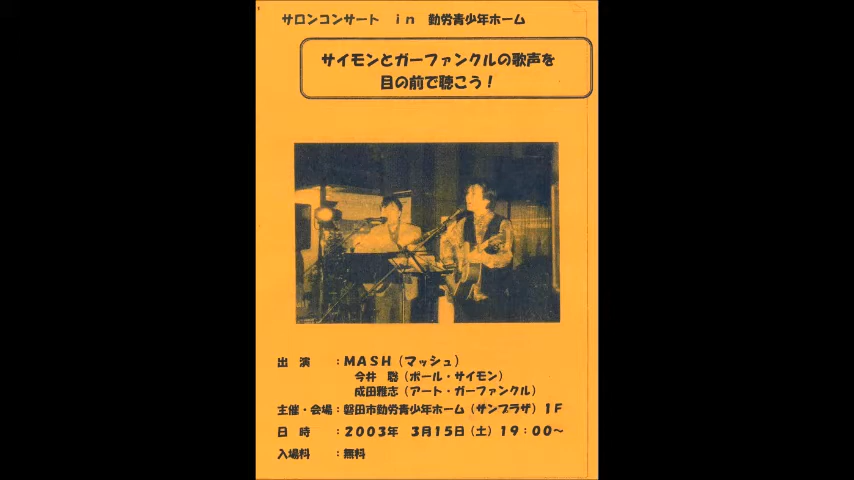 サロンコンサート　ｉｎ　勤労青少年ホーム
サイモンとガーファンクルの歌声を
目の前で聴こう！
出　演　：ＭＡＳＨ（マッシュ）
今井　聡（ポール・サイモン）
成田雅志（アート・ガーファンクル）
主催・会場：磐田市勤労青少年ホーム（サンプラザ）１Ｆ
日　時　：２００３年　３月１５日（土）１９：００～
入場料　：無料